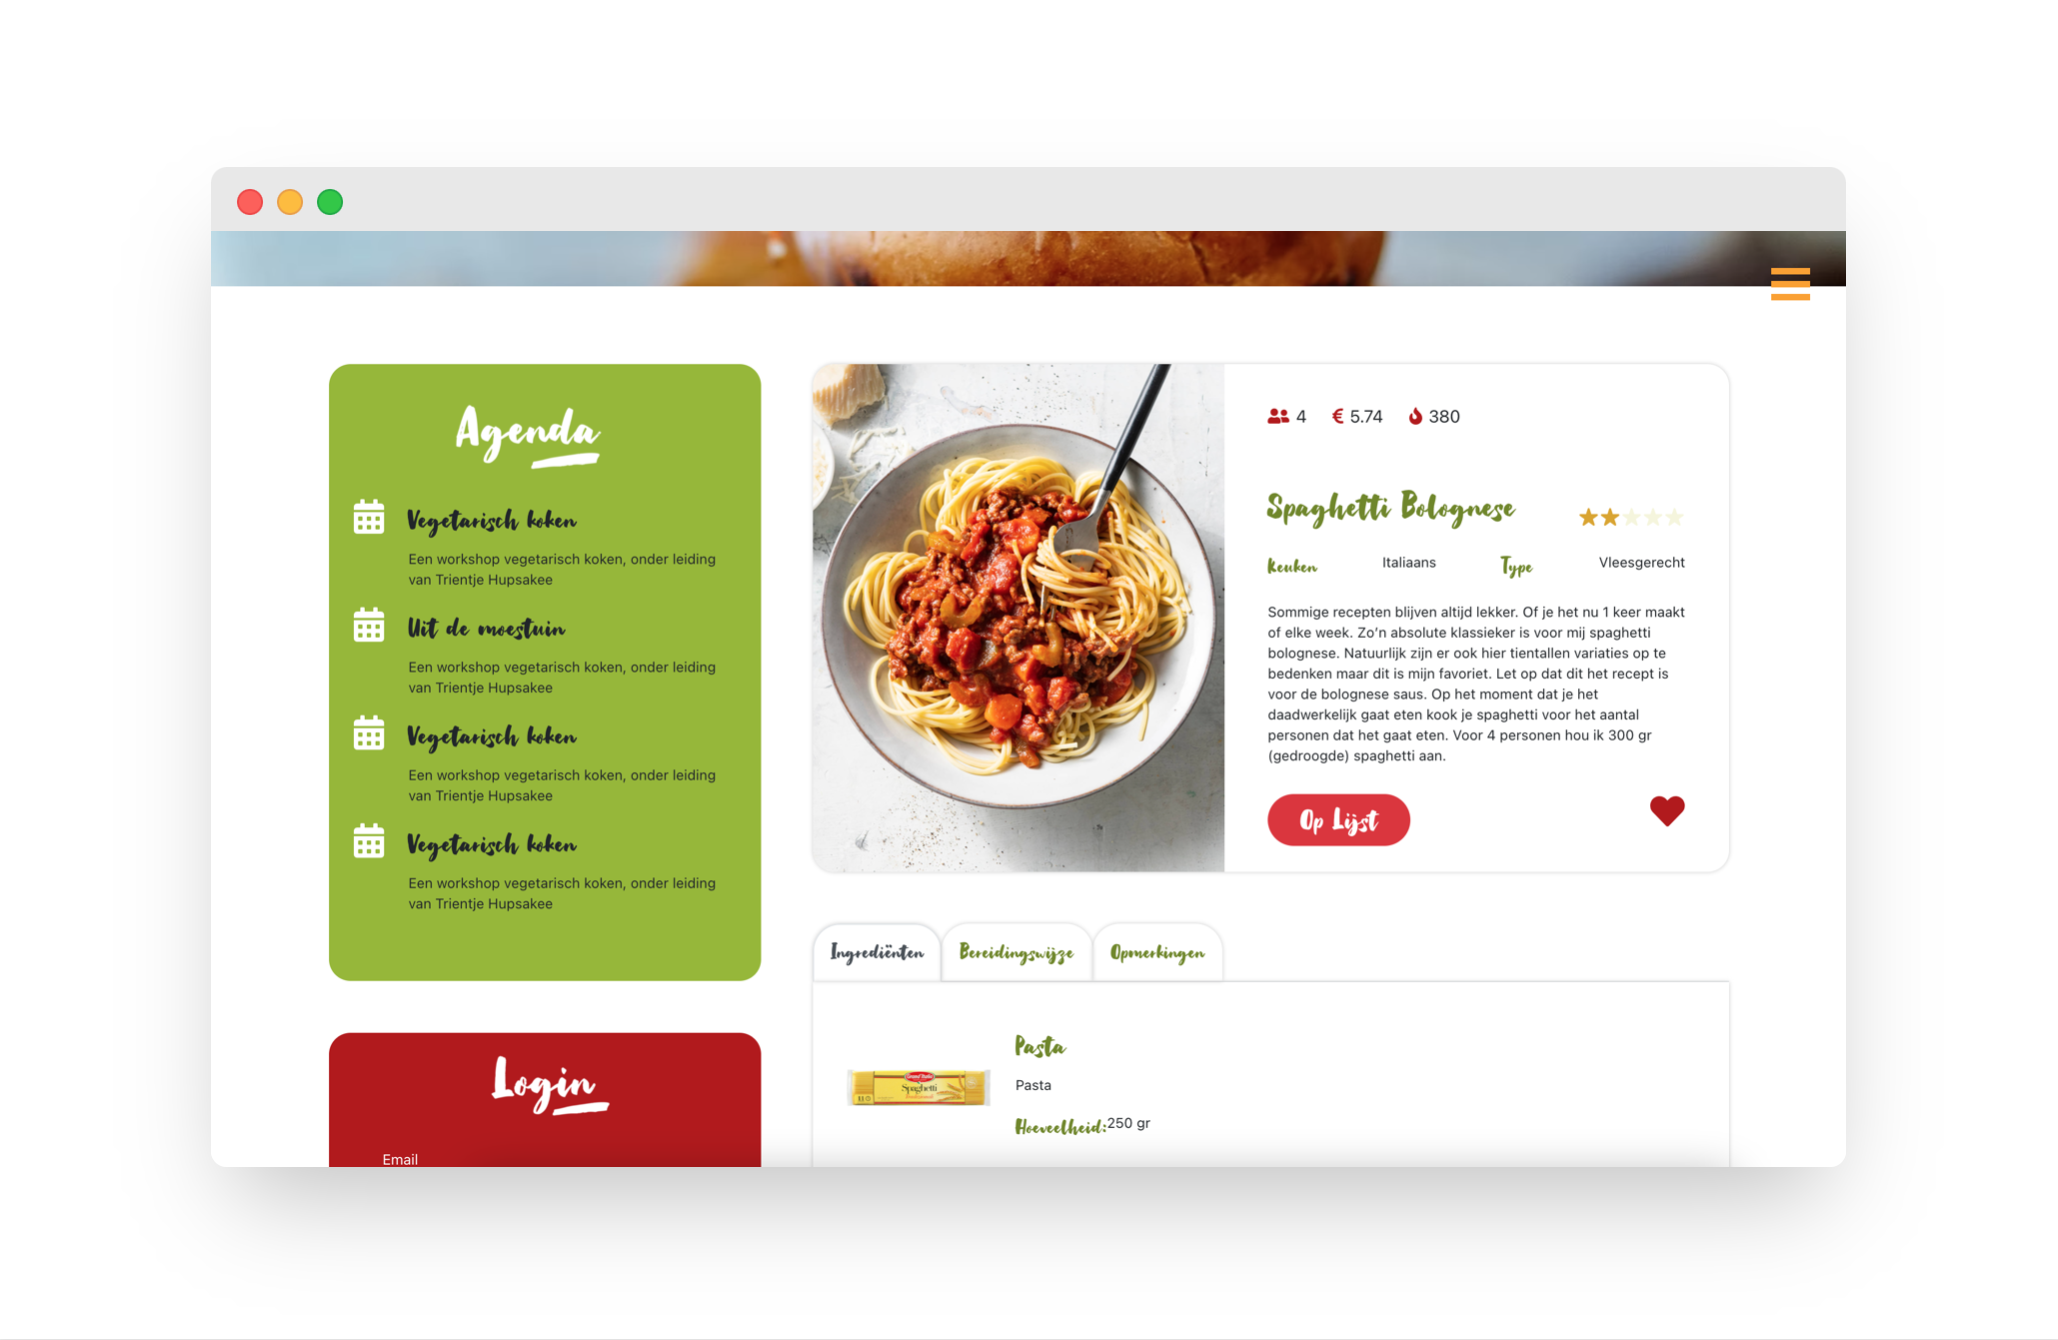 Agenda
Vegetarisch koken
Een workshop vegetarisch koken, onder leiding
van Trientje Hupsakee
Uit de moestuin
Een workshop vegetarisch koken, onder leiding
van Trientje Hupsakee
Vegetarisch koken
Een workshop vegetarisch koken, onder leiding
van Trientje Hupsakee
Vegetarisch koken
Een workshop vegetarisch koken, onder leiding
van Trientje Hupsakee
Login
Email
4 € 5.74 380
Spaghetti Bolognese
Keuken Italiaans Type Vleesgerecht
Sommige recepten blijven altijd lekker. Of je het nu 1 keer maakt
of elke week. Zo'n absolute klassieker is voor mij spaghetti
bolognese. Natuurlijk zijn er ook hier tientallen variaties op te
bedenken maar dit is mijn favoriet. Let op dat dit het recept is
voor de bolognese saus. Op het moment dat je het
daadwerkelijk gaat eten kook je spaghetti voor het aantal
personen dat het gaat eten. Voor 4 personen hou ik 300 gr
(gedroogde) spaghetti aan.
Op Lijst
Ingrediënten Bereidingswijze Opmerkingen
Spaghetti
Pasta
Pasta
Hoeveelheid:250 gr